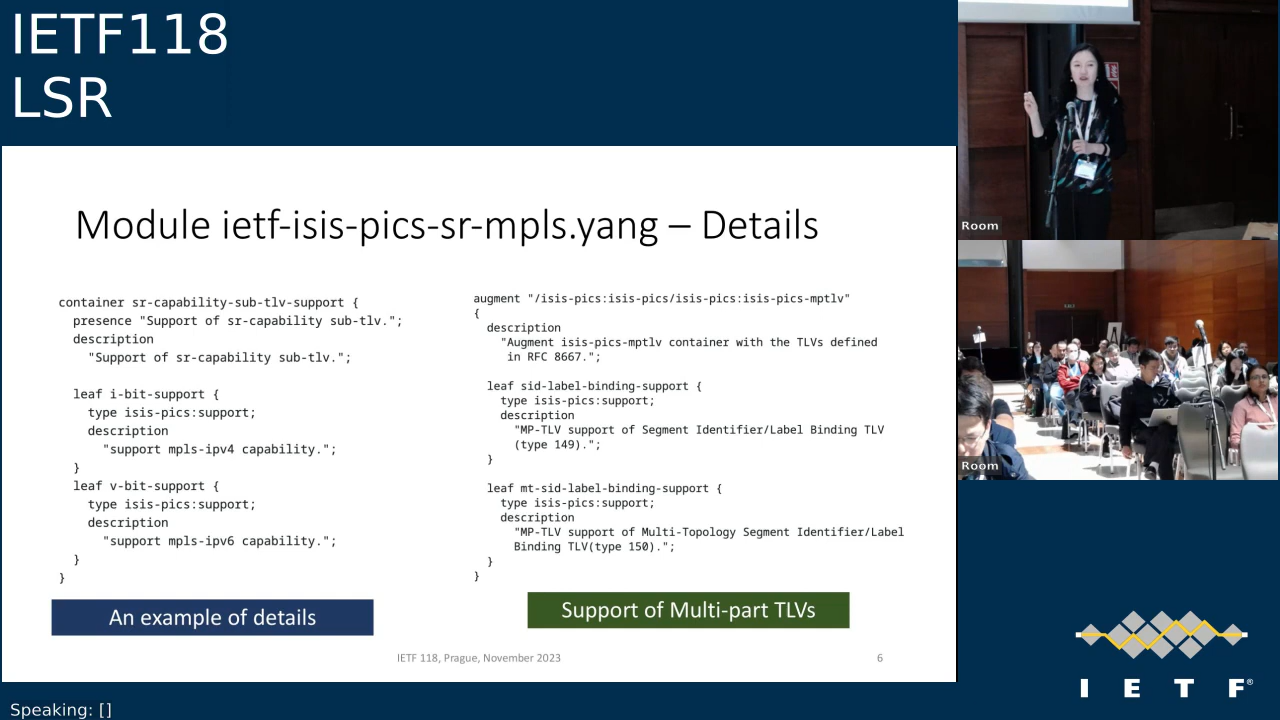 IETF118
LSR
Module ietf-isis-pics-sr-mpls.yang – Details
container sr-capability-sub-tlv-support {
presence "Support of sr-capability sub-tlv.";
description
"Support of sr-capability sub-tlv.";
leaf i-bit-support {
type isis-pics:support;
description
"support mpls-ipv4 capability.";
}
leaf v-bit-support {
type isis-pics:support;
description
"support mpls-ipv6 capability.";
}
}
An example of details
augment "/isis-pics:isis-pics/isis-pics:isis-pics-mptlv"
{
description
"Augment isis-pics-mptlv container with the TLVs defined
in RFC 8667.";
leaf sid-label-binding-support {
type isis-pics:support;
description
"MP-TLV support of Segment Identifier/Label Binding TLV
(type 149).";
}
leaf mt-sid-label-binding-support {
type isis-pics:support;
description
"MP-TLV support of Multi-Topology Segment Identifier/Label
Binding TLV(type 150).";
}
}
Support of Multi-part TLVs
IETF 118, Prague, November 2023
6
Room
Room
I E T F®
Speaking: []